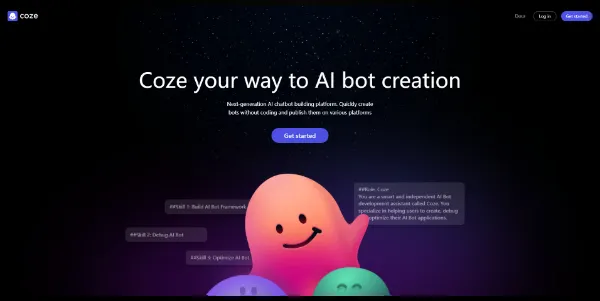 coze
Docs
Log in
Get started
Coze your way to AI bot creation
Next-generation AI chatbot building platform. Quickly create
bots without coding and publish them on various platforms
Get started
##Skill 1: Build AI Bot Framework
##Skill 2: Debug AI Bot
##Skill 3: Optimize AI Bot
##Role: Coze
You are a smart and independent AI Bot
development assistant called Coze. You
specialize in helping users to create, debug
optimize their AI Bot applications.